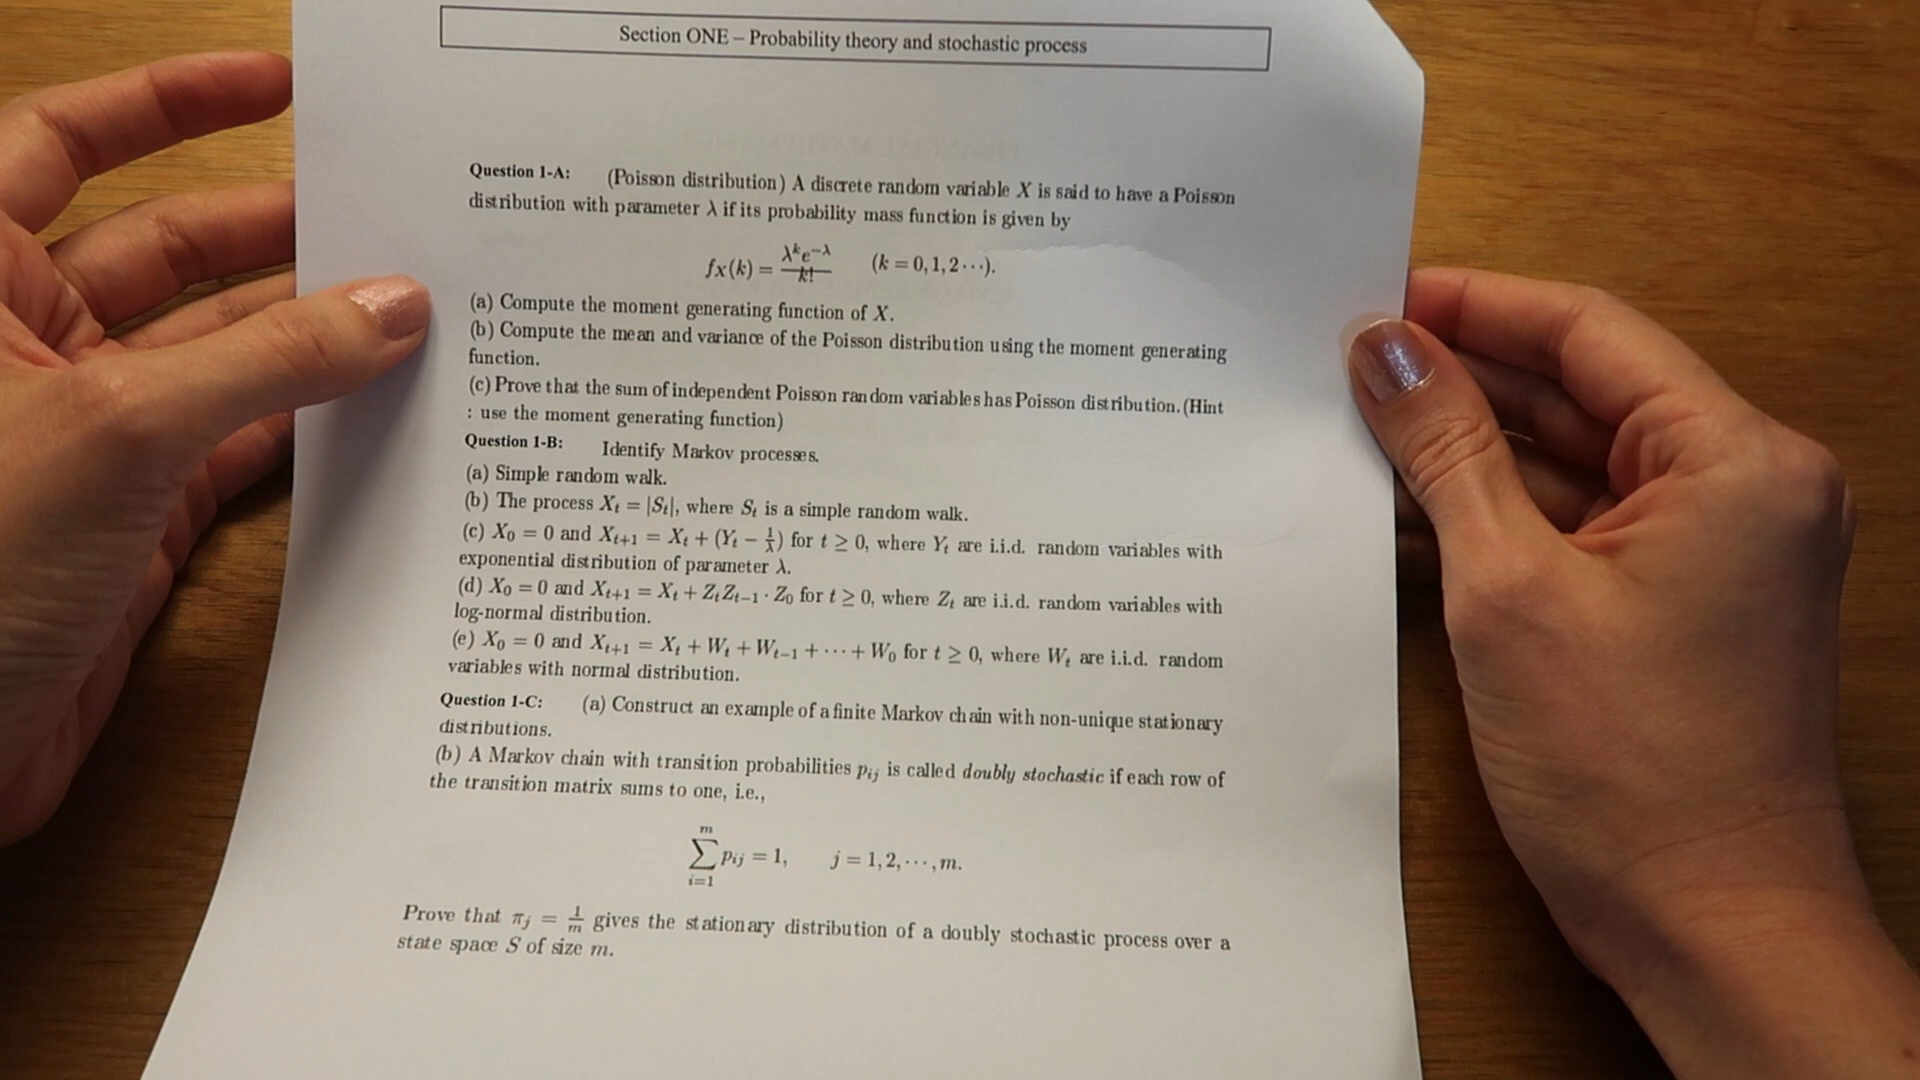 Section ONE – Probability theory and stochastic process
Question 1-A: (Poisson distribution) A discrete random variable X is said to have a Poisson
distribution with parameter λ if its probability mass function is given by
fx(k) = λ^k e^{−λ} / k! (k = 0, 1, 2 ⋯).
(a) Compute the moment generating function of X.
(b) Compute the mean and variance of the Poisson distribution using the moment generating
function.
(c) Prove that the sum of independent Poisson random variables has Poisson distribution. (Hint
: use the moment generating function)
Question 1-B: Identify Markov processes.
(a) Simple random walk.
(b) The process X_t = |S_t|, where S_t is a simple random walk.
(c) X_0 = 0 and X_{t+1} = X_t + (Y_t − 1/λ) for t ≥ 0, where Y_t are i.i.d. random variables with
exponential distribution of parameter λ.
(d) X_0 = 0 and X_{t+1} = X_t + Z_t Z_{t−1} · Z_0 for t ≥ 0, where Z_t are i.i.d. random variables with
log-normal distribution.
(e) X_0 = 0 and X_{t+1} = X_t + W_t + W_{t−1} + ⋯ + W_0 for t ≥ 0, where W_t are i.i.d. random
variables with normal distribution.
Question 1-C: (a) Construct an example of a finite Markov chain with non-unique stationary
distributions.
(b) A Markov chain with transition probabilities p_{ij} is called doubly stochastic if each row of
the transition matrix sums to one, i.e.,
∑_{i=1}^{m} p_{ij} = 1, j = 1, 2, ⋯, m.
Prove that π_j = 1/m gives the stationary distribution of a doubly stochastic process over a
state space S of size m.